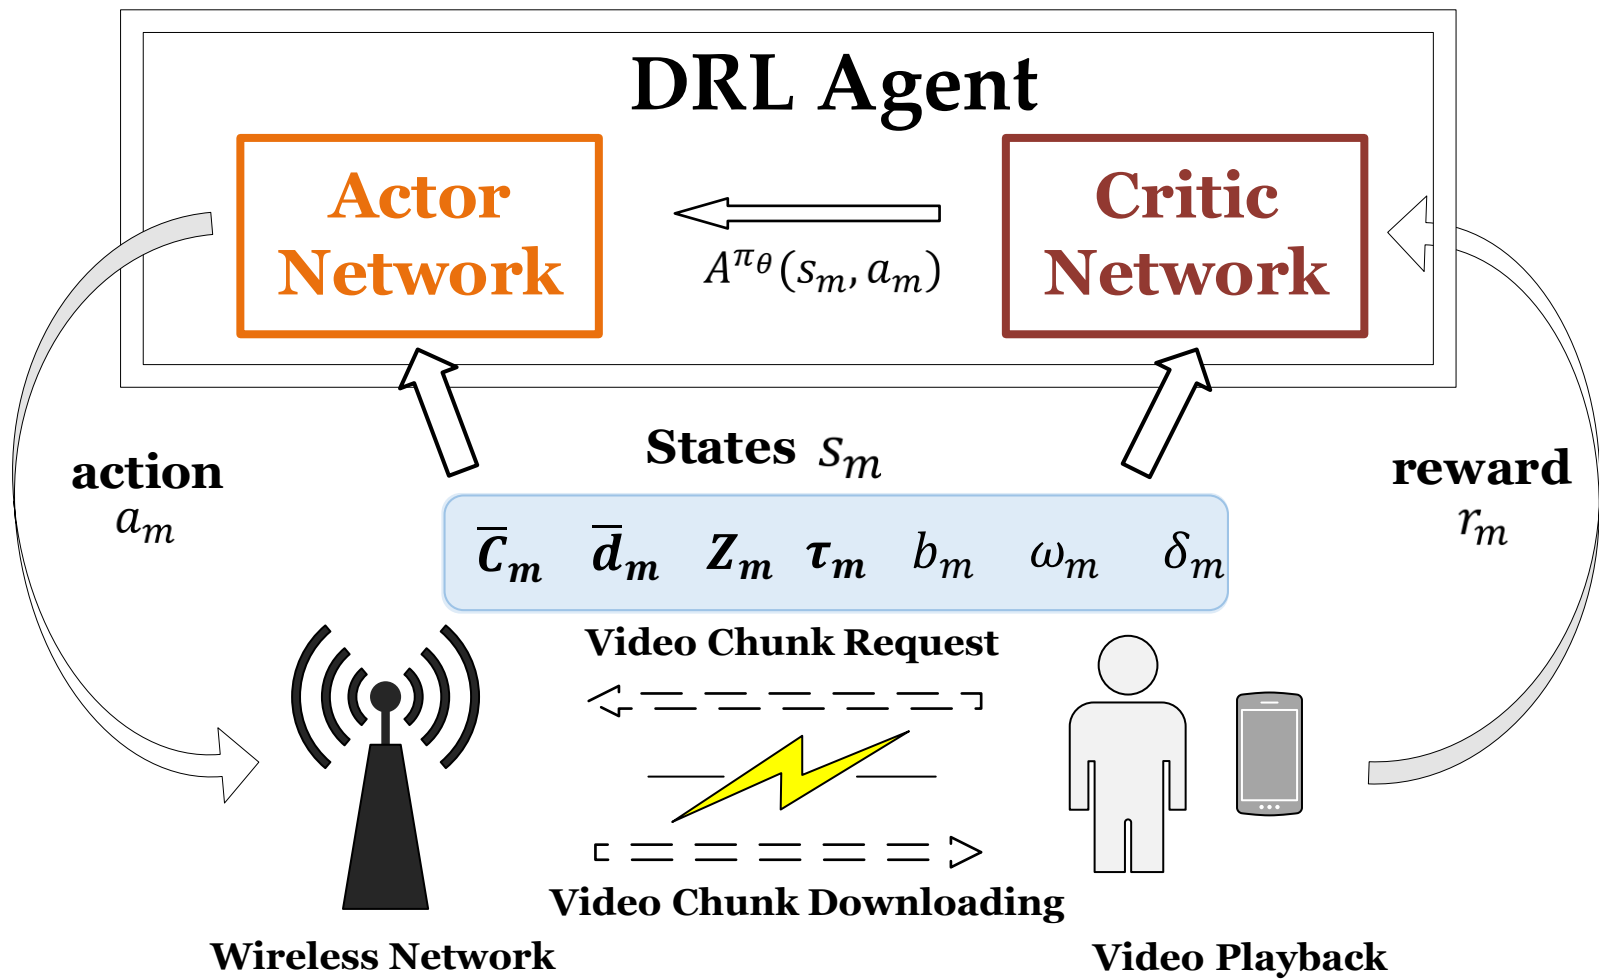 DRL Agent
Actor
Network
Critic
Network
A^{π_θ}(s_m, a_m)
States s_m
action
a_m
reward
r_m
C̅_m d̅_m Z_m τ_m b_m ω_m δ_m
Video Chunk Request
Video Chunk Downloading
Wireless Network
Video Playback